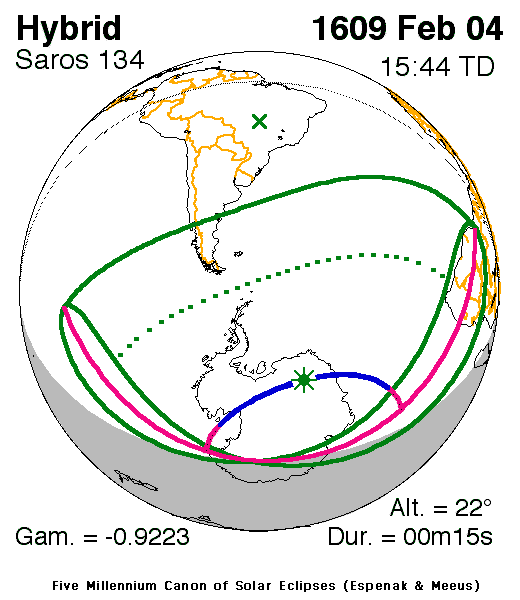 Hybrid
1609 Feb 04
Saros 134
15:44 TD
Alt. = 22°
Gam. = -0.9223
Dur. = 00m15s
Five Millennium Canon of Solar Eclipses (Espenak & Meeus)